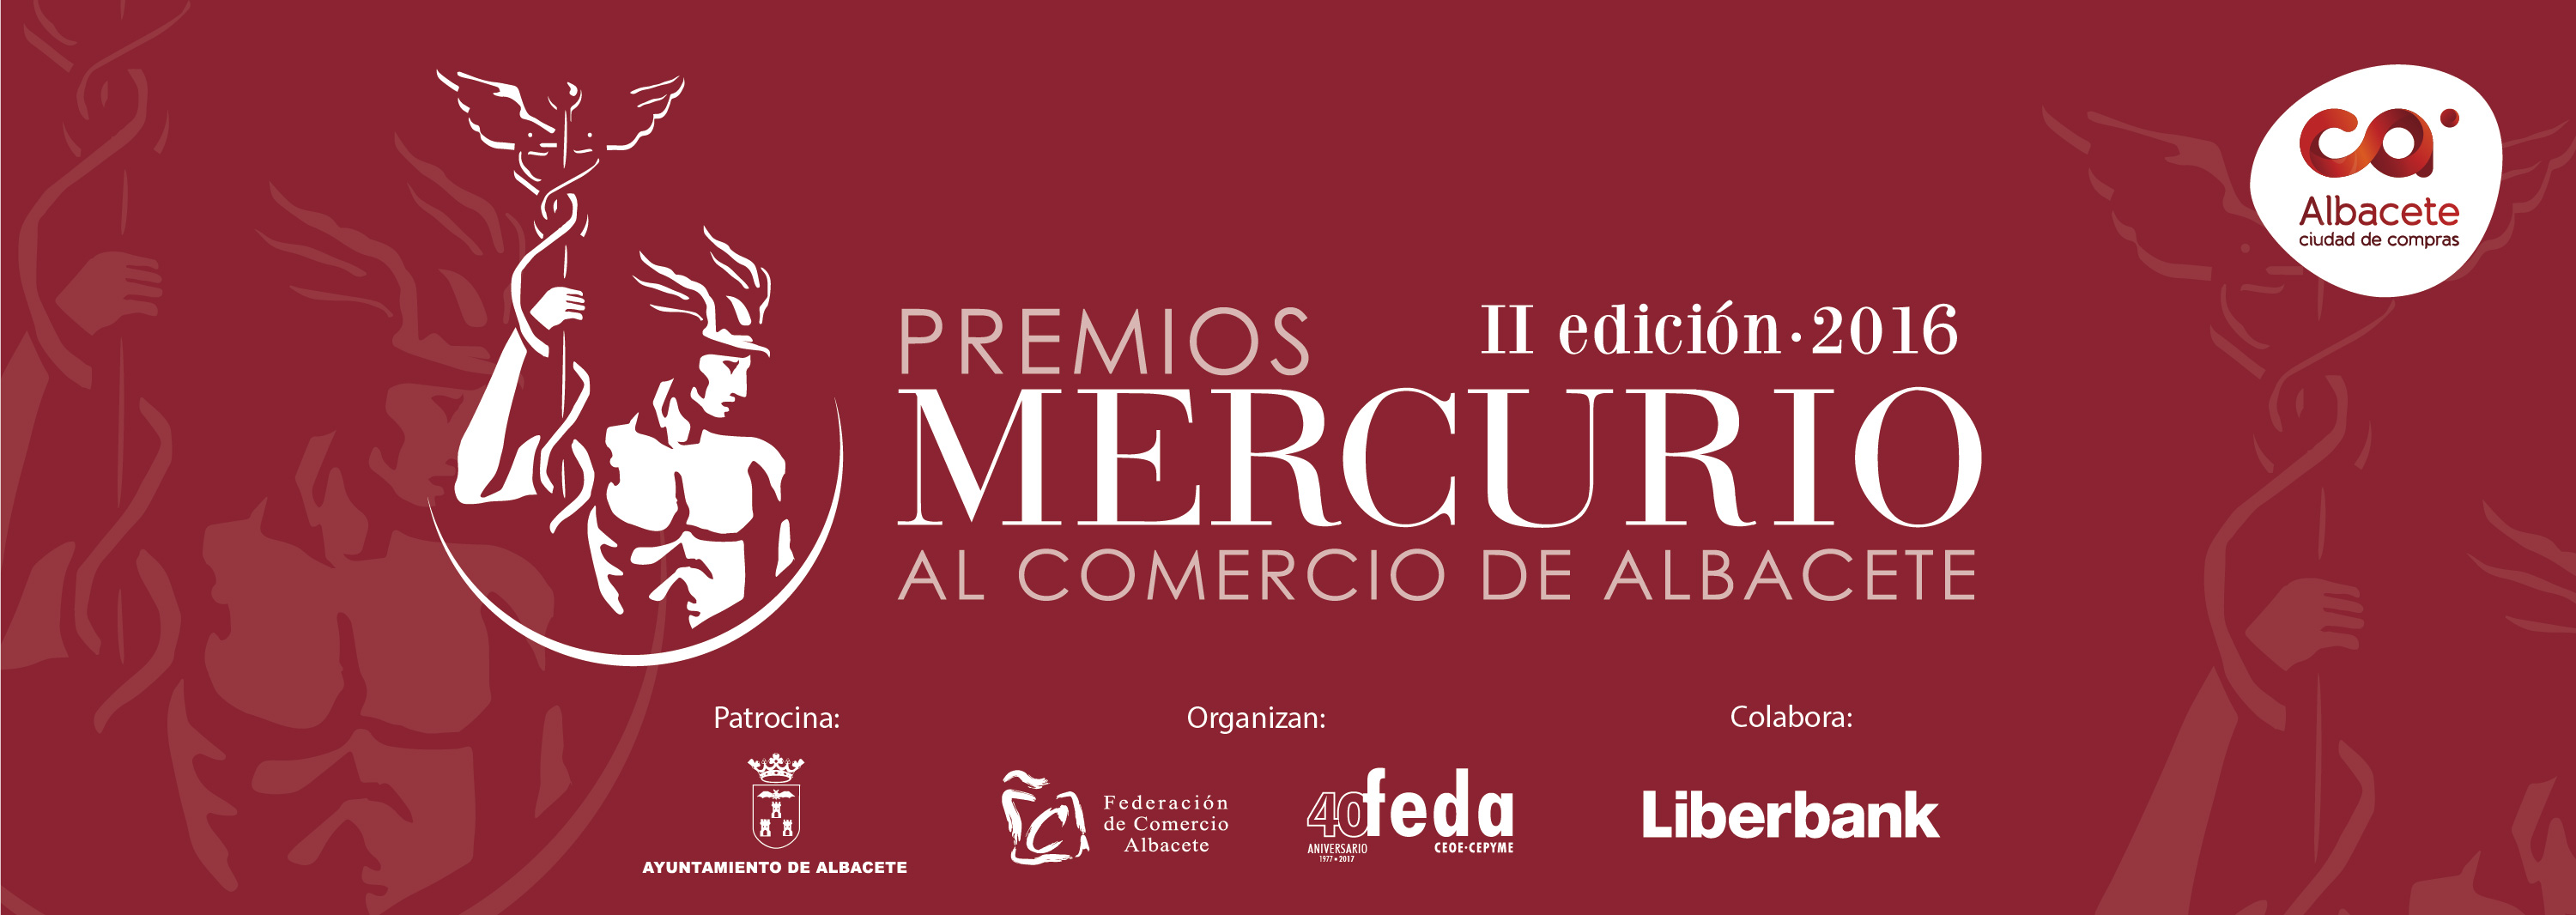 ca
Albacete
ciudad de compras
PREMIOS
II edición·2016
MERCURIO
AL COMERCIO DE ALBACETE
Patrocina:
Organizan:
Colabora:
AYUNTAMIENTO DE ALBACETE
Federación
de Comercio
Albacete
40 feda
ANIVERSARIO
1977·2017
CEOE·CEPYME
Liberbank